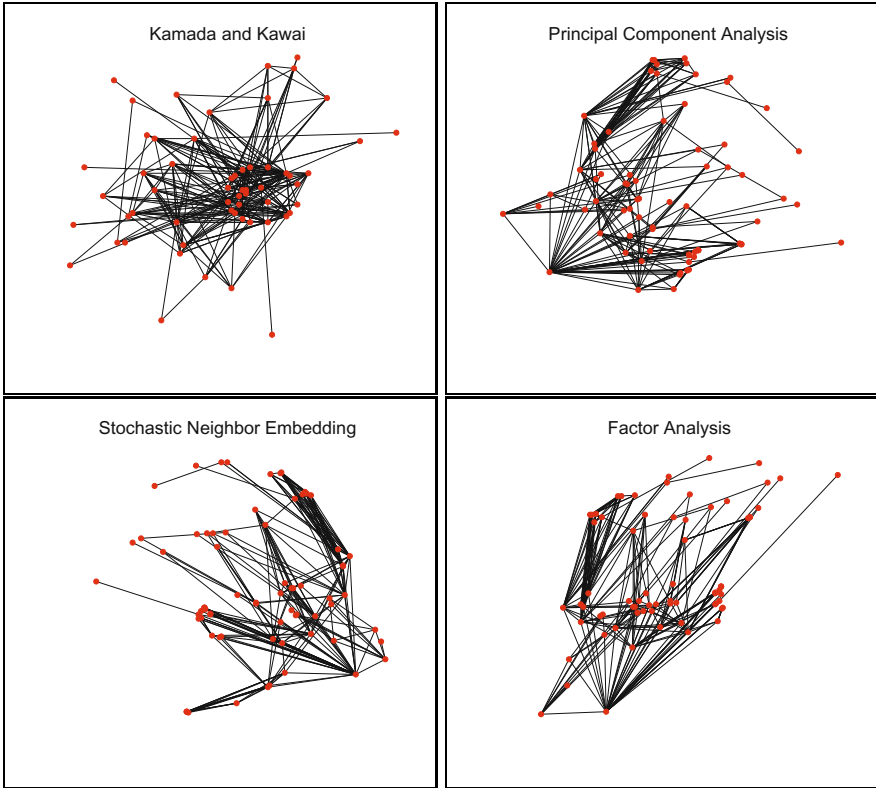 Kamada and Kawai
Principal Component Analysis
Stochastic Neighbor Embedding
Factor Analysis